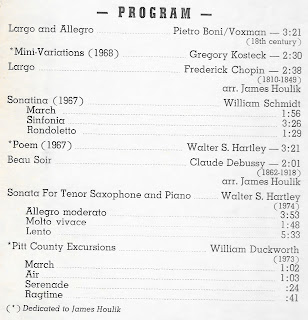 — PROGRAM —
Largo and Allegro Pietro Boni/Voxman — 3:21
(18th century)
*Mini-Variations (1968) Gregory Kosteck — 2:30
Largo Frederick Chopin — 2:38
(1810-1849)
arr. James Houlik
Sonatina (1967) William Schmidt
March 1:56
Sinfonia 3:26
Rondoletto 1:29
*Poem (1967) Walter S. Hartley — 3:21
Beau Soir Claude Debussy — 2:01
(1862-1918)
arr. James Houlik
Sonata For Tenor Saxophone and Piano Walter S. Hartley
(1974)
Allegro moderato 3:53
Molto vivace 1:48
Lento 5:33
*Pitt County Excursions William Duckworth
(1973)
March 1:02
Air 1:03
Serenade :24
Ragtime :41
(*) Dedicated to James Houlik